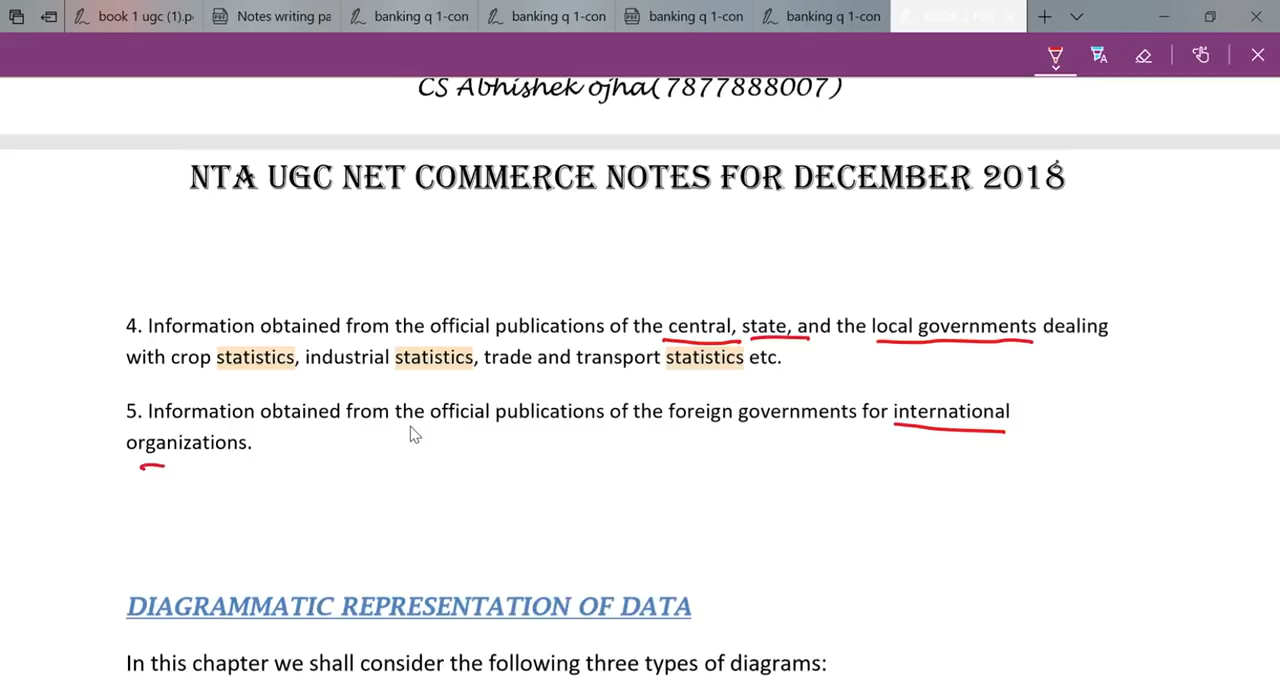 book 1 ugc (1).p
Notes writing pa
banking q 1-con
banking q 1-con
banking q 1-con
banking q 1-con
CS Abhishek ojha(7877888007)
NTA UGC NET COMMERCE NOTES FOR DECEMBER 2018
4. Information obtained from the official publications of the central, state, and the local governments dealing
with crop statistics, industrial statistics, trade and transport statistics etc.
5. Information obtained from the official publications of the foreign governments for international
organizations.
DIAGRAMMATIC REPRESENTATION OF DATA
In this chapter we shall consider the following three types of diagrams: